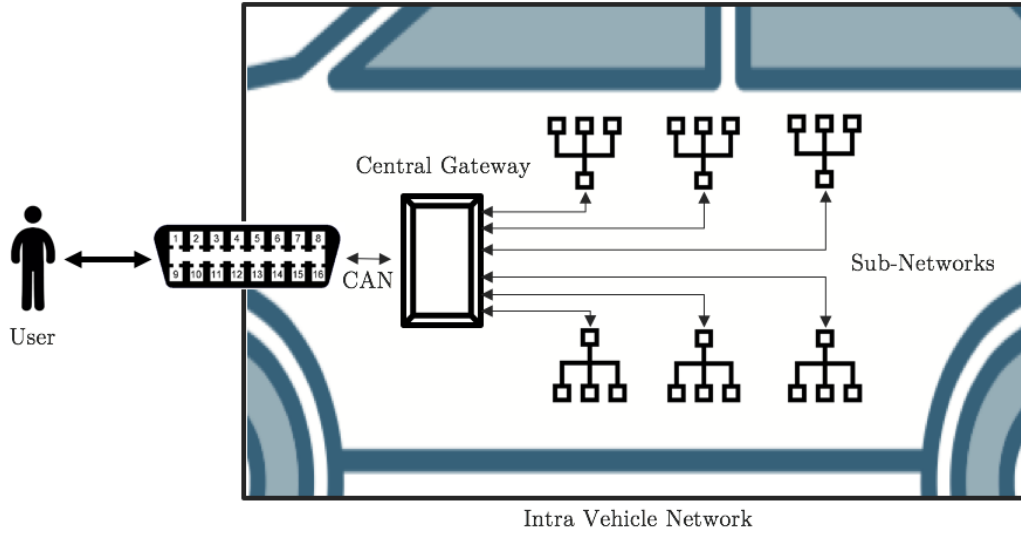 Central Gateway
1 2 3 4 5 6 7 8
9 10 11 12 13 14 15 16
CAN
Sub-Networks
User
Intra Vehicle Network